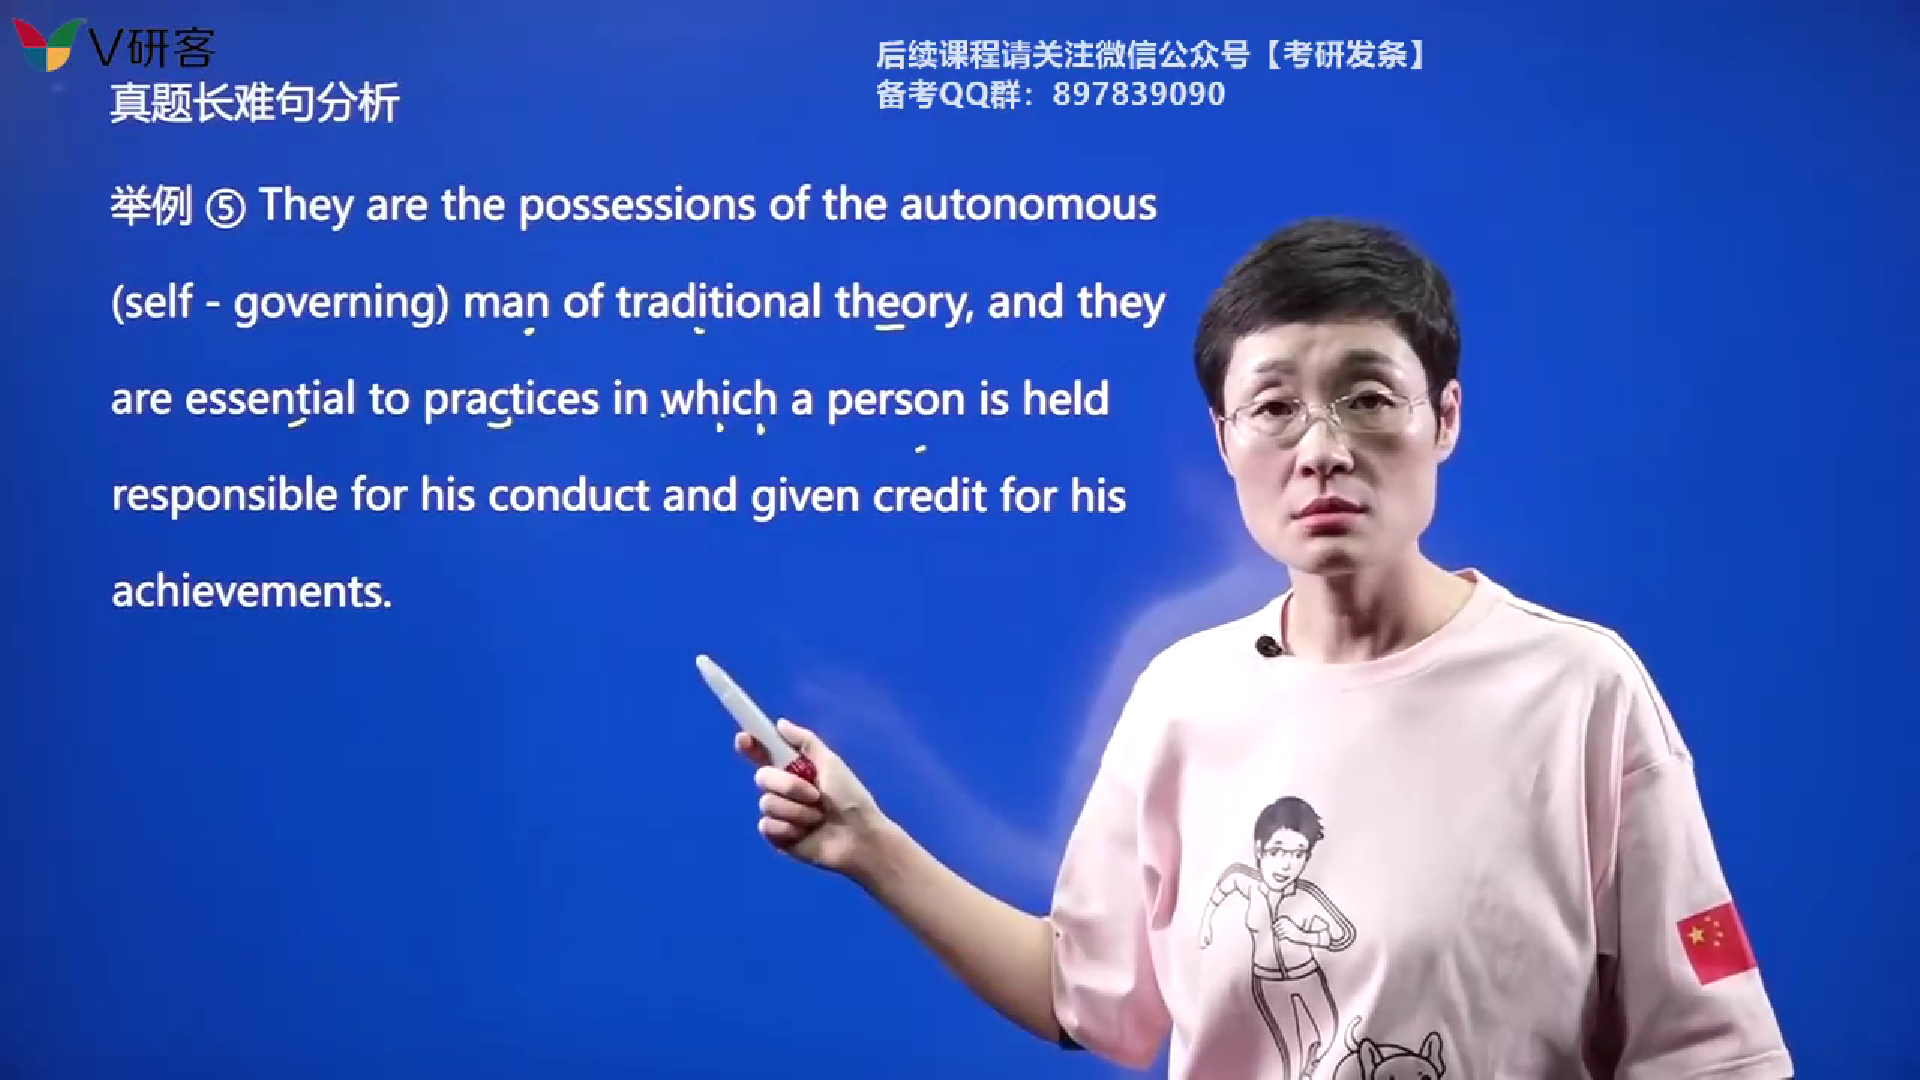 V研客
后续课程请关注微信公众号【考研发条】
备考QQ群：897839090
真题长难句分析
举例 ⑤ They are the possessions of the autonomous
(self - governing) man of traditional theory, and they
are essential to practices in which a person is held
responsible for his conduct and given credit for his
achievements.